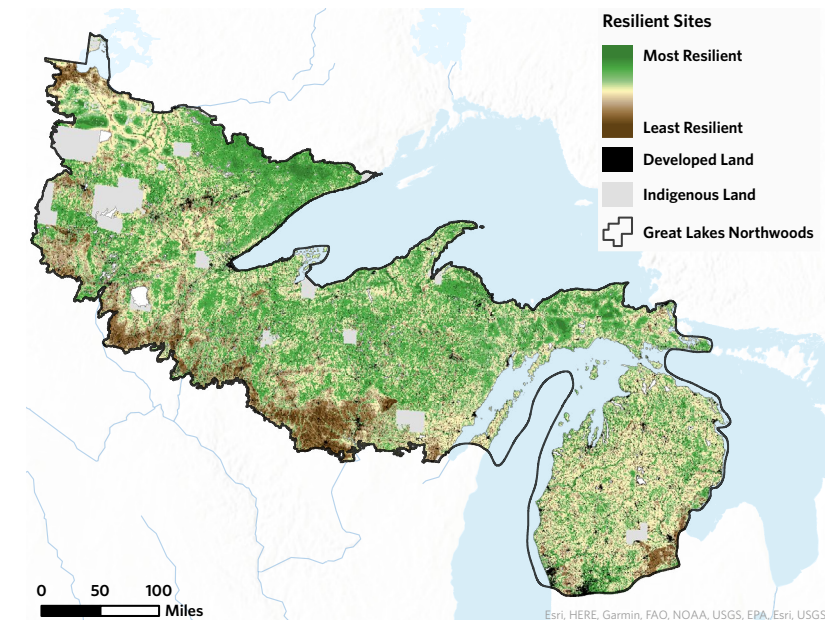 Resilient Sites
Most Resilient
Least Resilient
Developed Land
Indigenous Land
Great Lakes Northwoods
0 50 100
Miles
Esri, HERE, Garmin, FAO, NOAA, USGS, EPA, Esri, USGS